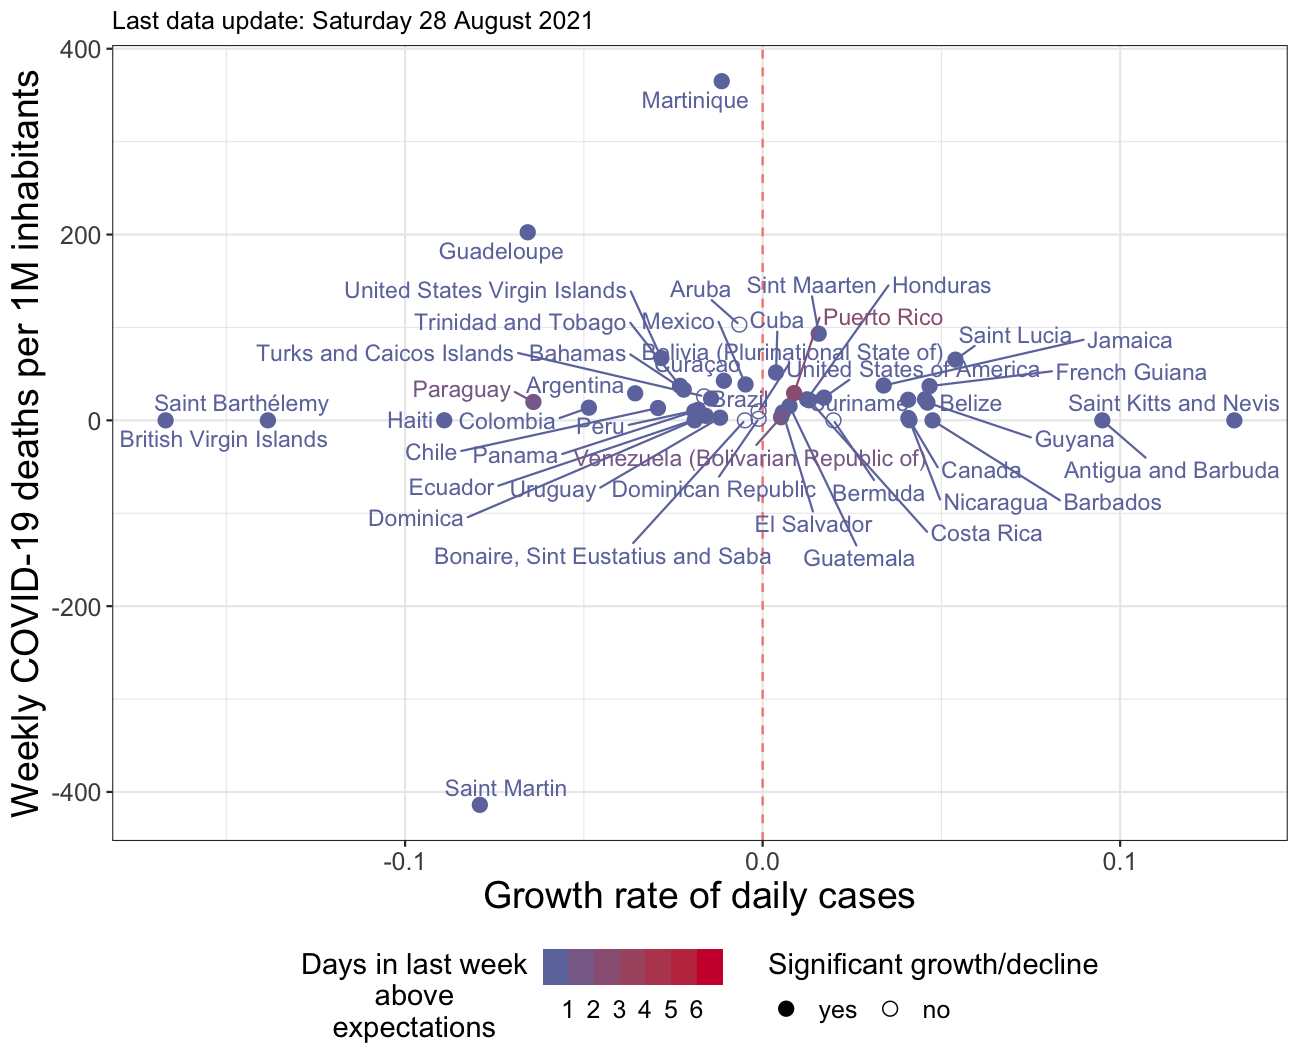 Last data update: Saturday 28 August 2021
Weekly COVID-19 deaths per 1M inhabitants
400
200
0
-200
-400
Martinique
Guadeloupe
United States Virgin Islands
Aruba
Sint Maarten
Honduras
Trinidad and Tobago
Mexico
Cuba
Puerto Rico
Saint Lucia
Jamaica
Turks and Caicos Islands
Bahamas
Bolivia (Plurinational State of)
Curaçao
United States of America
French Guiana
Paraguay
Argentina
Brazil
Suriname
Belize
Saint Kitts and Nevis
Saint Barthélemy
Haiti
Colombia
Peru
British Virgin Islands
Guyana
Chile
Panama
Venezuela (Bolivarian Republic of)
Canada
Antigua and Barbuda
Ecuador
Uruguay
Dominican Republic
Bermuda
Nicaragua
Barbados
Dominica
El Salvador
Costa Rica
Bonaire, Sint Eustatius and Saba
Guatemala
Saint Martin
-0.1
0.0
0.1
Growth rate of daily cases
Days in last week
above
expectations
1 2 3 4 5 6
Significant growth/decline
yes
no